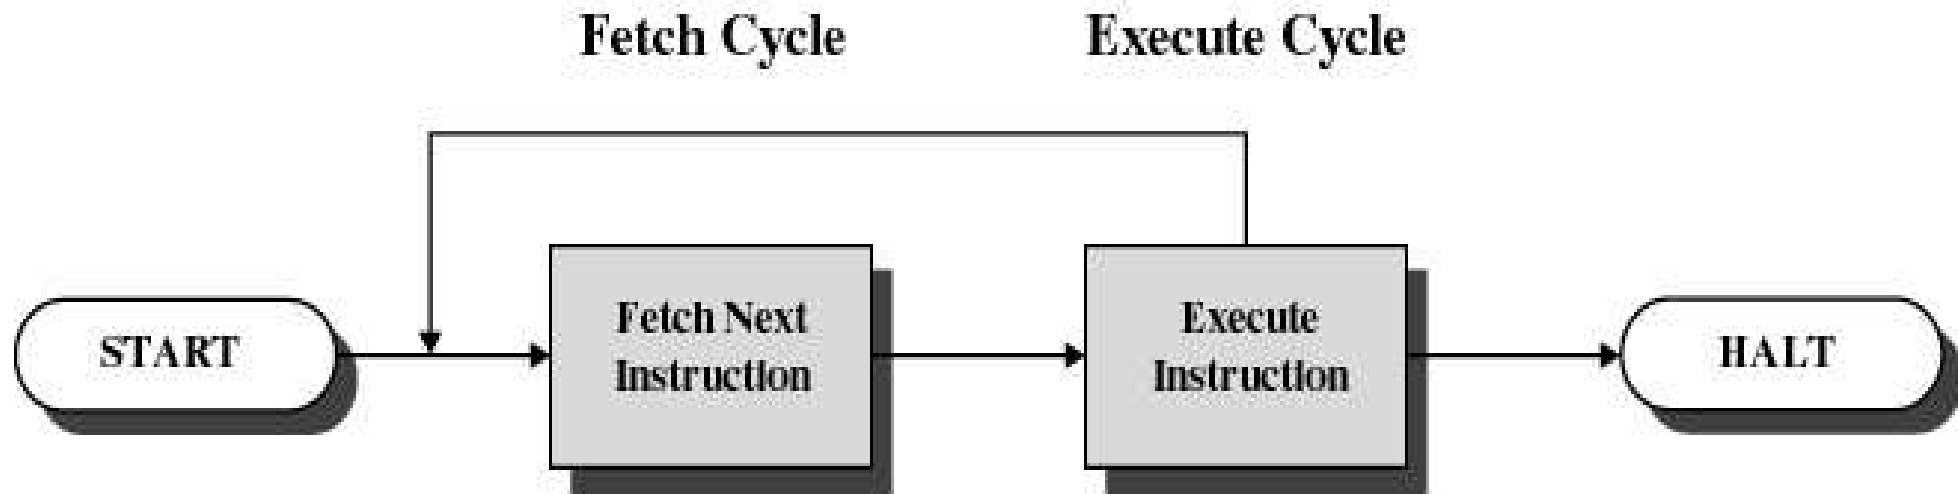 Fetch Cycle
Execute Cycle
START
Fetch Next
Instruction
Execute
Instruction
HALT